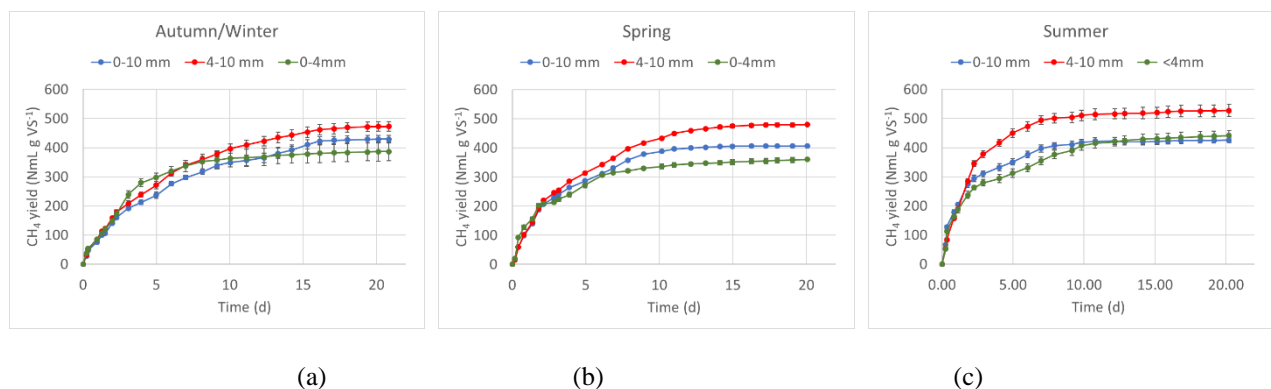 Autumn/Winter
0-10 mm 4-10 mm 0-4mm
CH4 yield (NmL g VS-1)
600
500
400
300
200
100
0
0 5 10 15 20
Time (d)
(a)
Spring
0-10 mm 4-10 mm 0-4mm
CH4 yield (NmL g VS-1)
600
500
400
300
200
100
0
0 5 10 15 20
Time (d)
(b)
Summer
0-10 mm 4-10 mm <4mm
CH4 yield (NmL g VS-1)
600
500
400
300
200
100
0
0.00 5.00 10.00 15.00 20.00
Time (d)
(c)